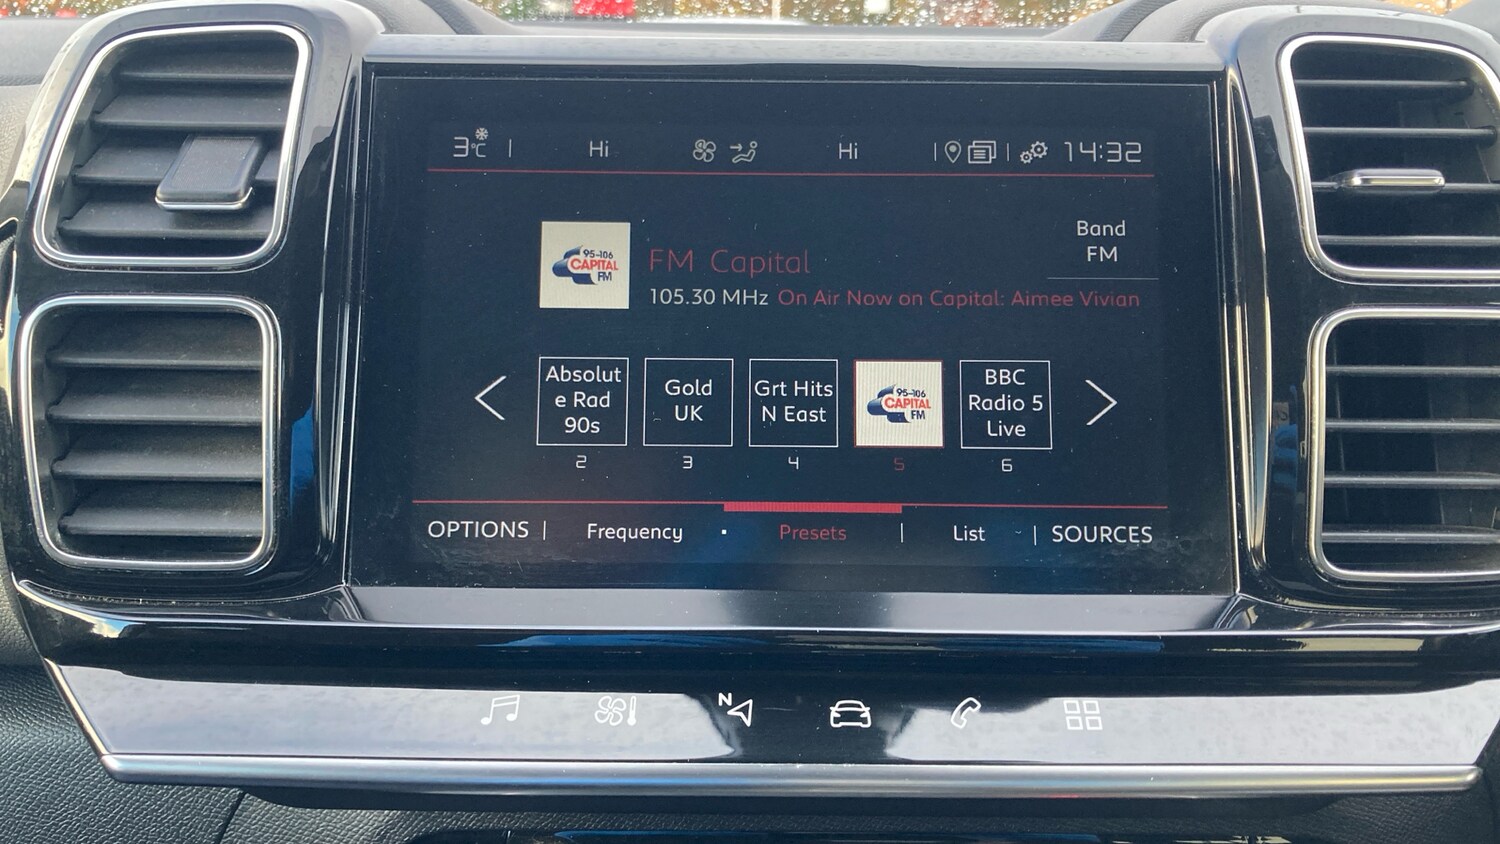 3°C | Hi Hi | | 14:32
Band
FM
95-106
CAPITAL
FM
FM Capital
105.30 MHz On Air Now on Capital: Aimee Vivian
Absolut
e Rad
90s
Gold
UK
Grt Hits
N East
95-106
CAPITAL
FM
BBC
Radio 5
Live
2 3 4 5 6
OPTIONS | Frequency Presets | List | SOURCES
N